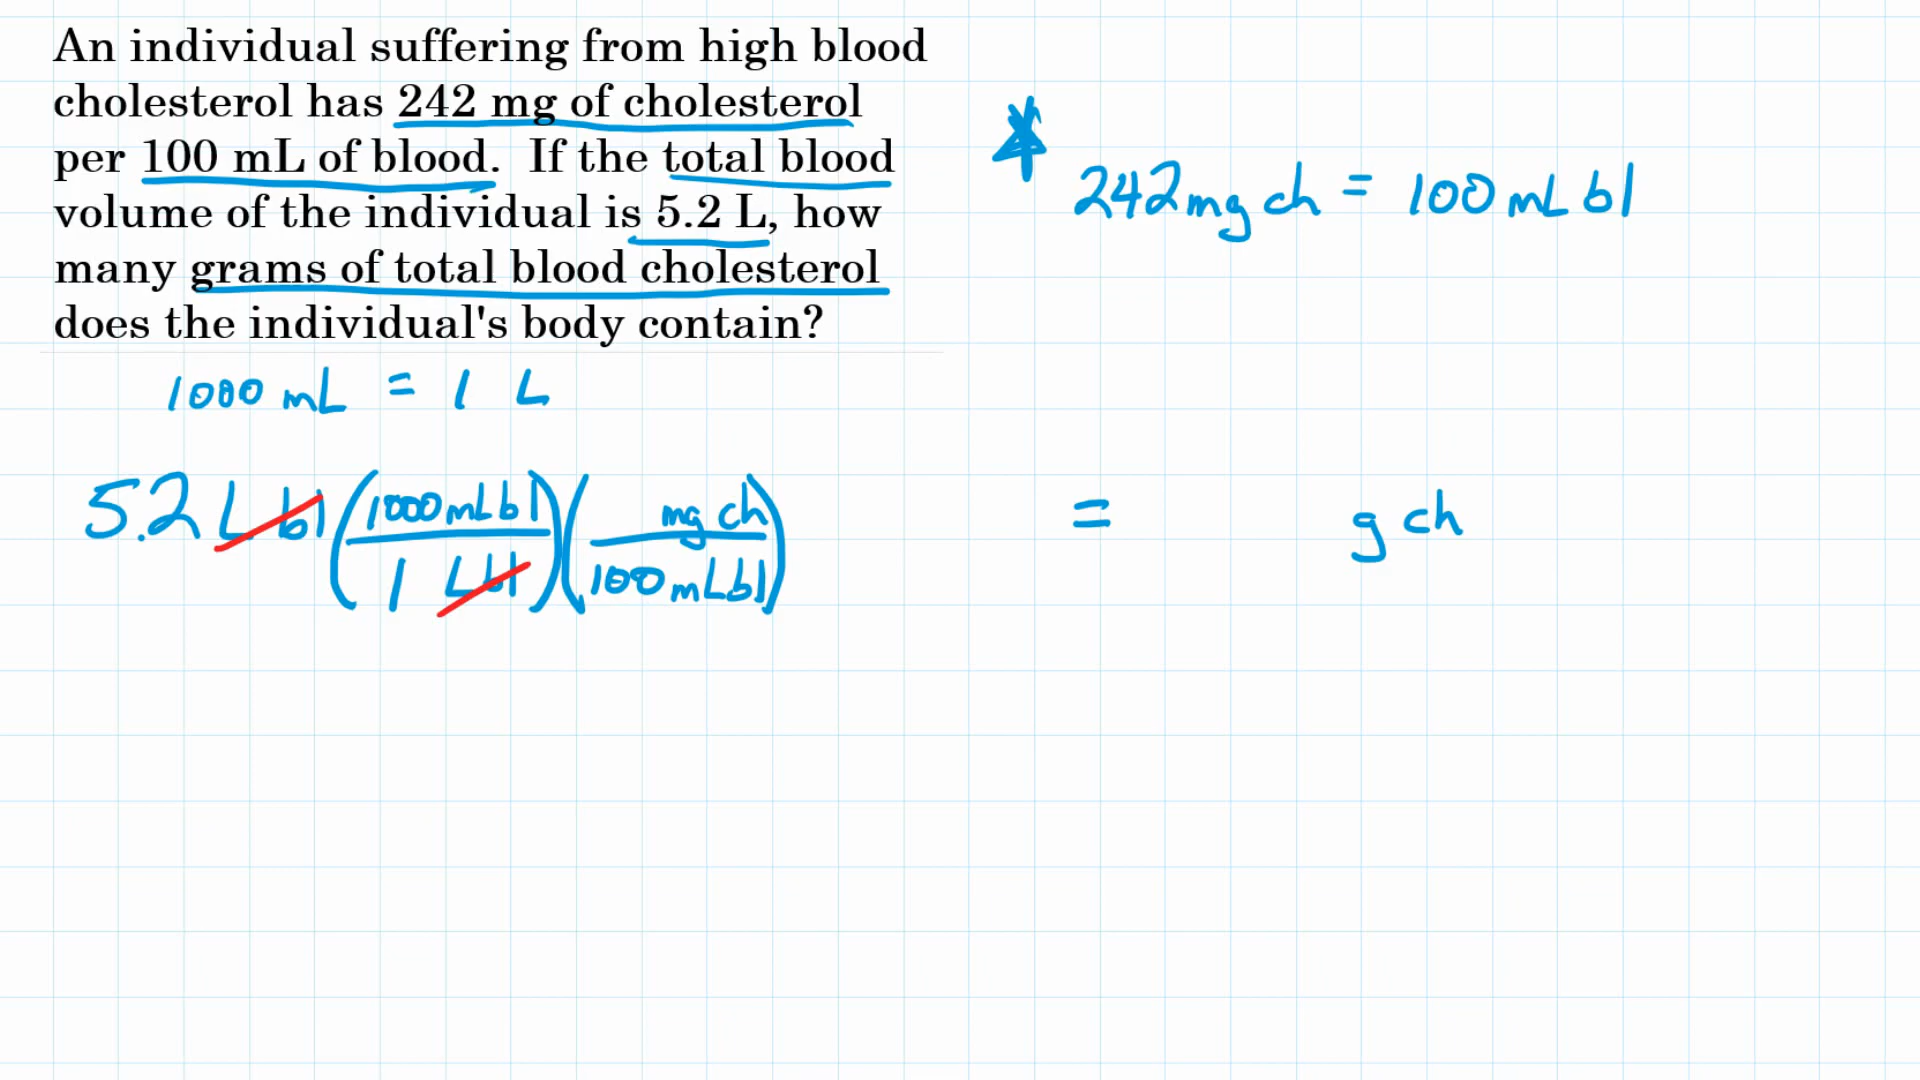 An individual suffering from high blood
cholesterol has 242 mg of cholesterol
per 100 mL of blood. If the total blood
volume of the individual is 5.2 L, how
many grams of total blood cholesterol
does the individual's body contain?
242 mg ch = 100 mL bl
1000 mL = 1 L
5.2 L bl (1000 mL bl / 1 L bl) (mg ch / 100 mL bl) = g ch